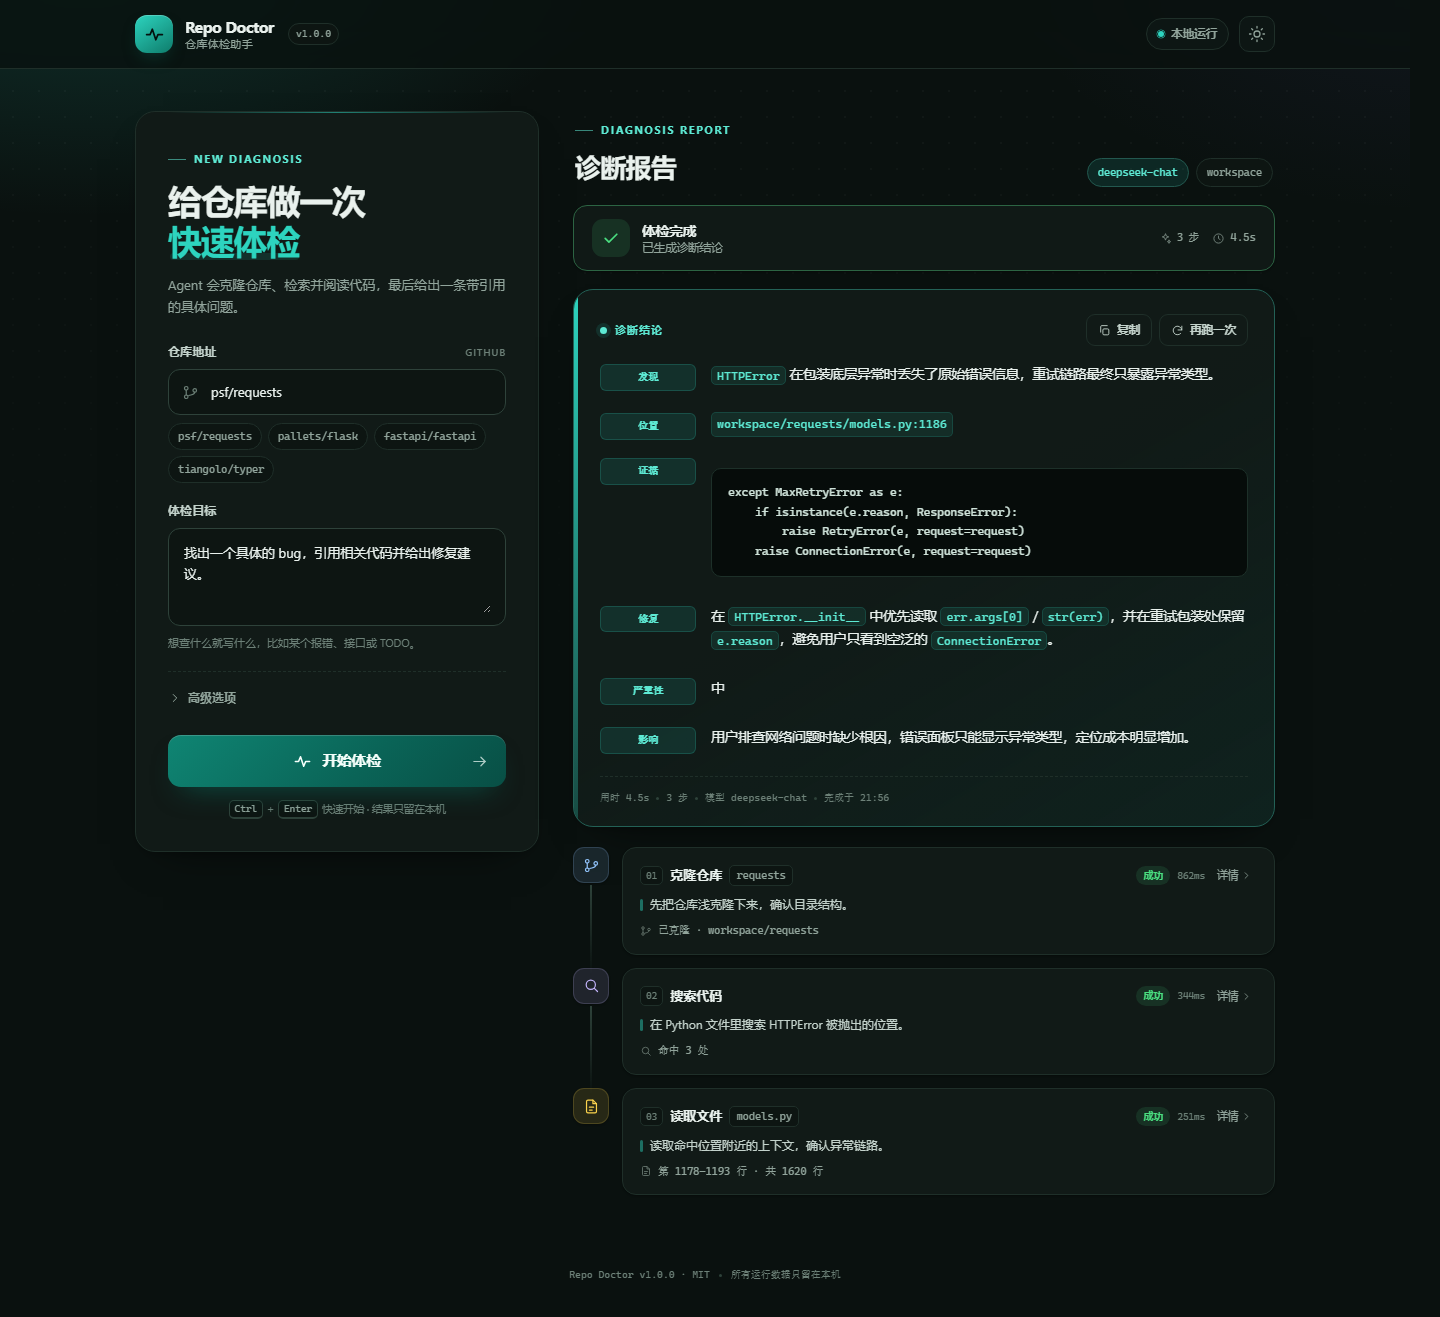 Repo Doctor
仓库体检助手
v1.0.0
本地运行
NEW DIAGNOSIS
给仓库做一次
快速体检
Agent 会克隆仓库、检索并阅读代码，最后给出一条带引用
的具体问题。
仓库地址
GITHUB
psf/requests
psf/requests
pallets/flask
fastapi/fastapi
tiangolo/typer
体检目标
找出一个具体的 bug，引用相关代码并给出修复建
议。
想查什么就写什么，比如某个报错、接口或 TODO。
高级选项
开始体检
Ctrl + Enter 快速开始 · 结果只留在本机
DIAGNOSIS REPORT
诊断报告
deepseek-chat
workspace
体检完成
已生成诊断结论
3 步
4.5s
诊断结论
复制
再跑一次
发现
HTTPError 在包装底层异常时丢失了原始错误信息，重试链路最终只暴露异常类型。
位置
workspace/requests/models.py:1186
证据
except MaxRetryError as e:
    if isinstance(e.reason, ResponseError):
        raise RetryError(e, request=request)
    raise ConnectionError(e, request=request)
修复
在 HTTPError.__init__ 中优先读取 err.args[0] / str(err)，并在重试包装处保留
e.reason，避免用户只看到空泛的 ConnectionError。
严重性
中
影响
用户排查网络问题时缺少根因，错误面板只能显示异常类型，定位成本明显增加。
用时 4.5s · 3 步 · 模型 deepseek-chat · 完成于 21:56
01 克隆仓库 requests
成功 862ms 详情
先把仓库浅克隆下来，确认目录结构。
已克隆 · workspace/requests
02 搜索代码
成功 344ms 详情
在 Python 文件里搜索 HTTPError 被抛出的位置。
命中 3 处
03 读取文件 models.py
成功 251ms 详情
读取命中位置附近的上下文，确认异常链路。
第 1178–1193 行 · 共 1620 行
Repo Doctor v1.0.0 · MIT · 所有运行数据只留在本机